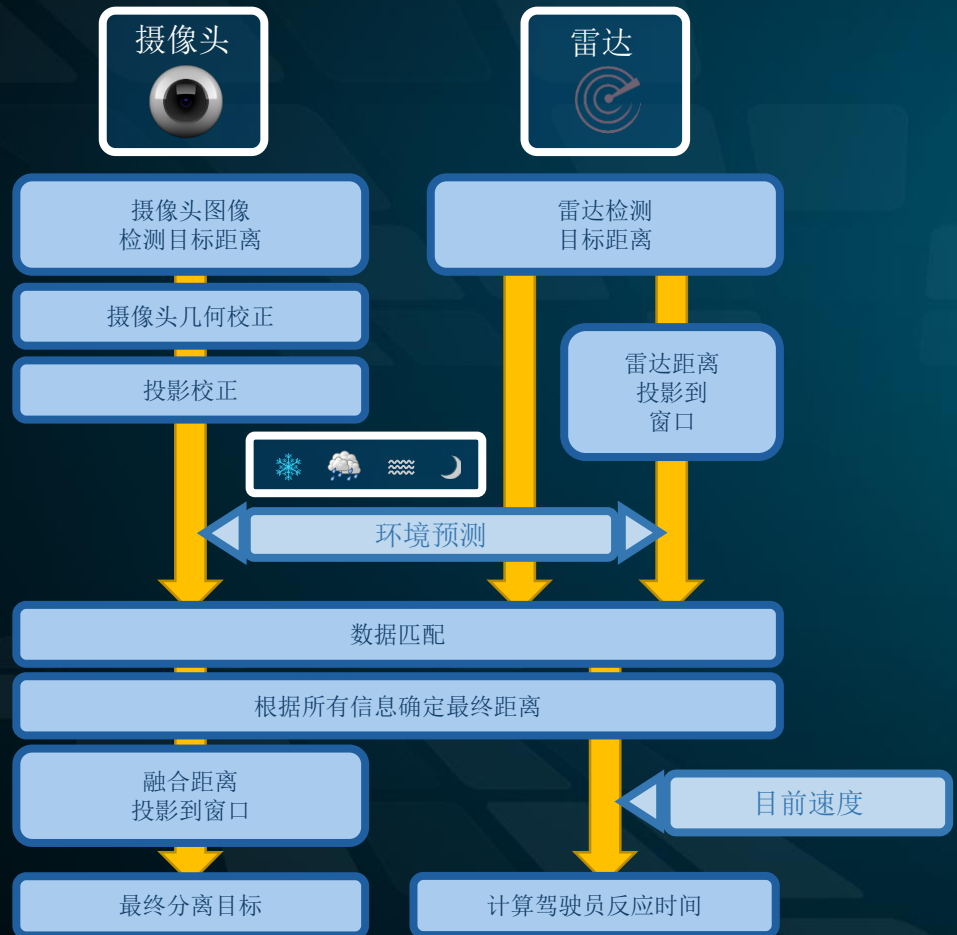 摄像头
雷达
摄像头图像
检测目标距离
雷达检测
目标距离
摄像头几何校正
投影校正
雷达距离
投影到
窗口
环境预测
数据匹配
根据所有信息确定最终距离
融合距离
投影到窗口
目前速度
最终分离目标
计算驾驶员反应时间